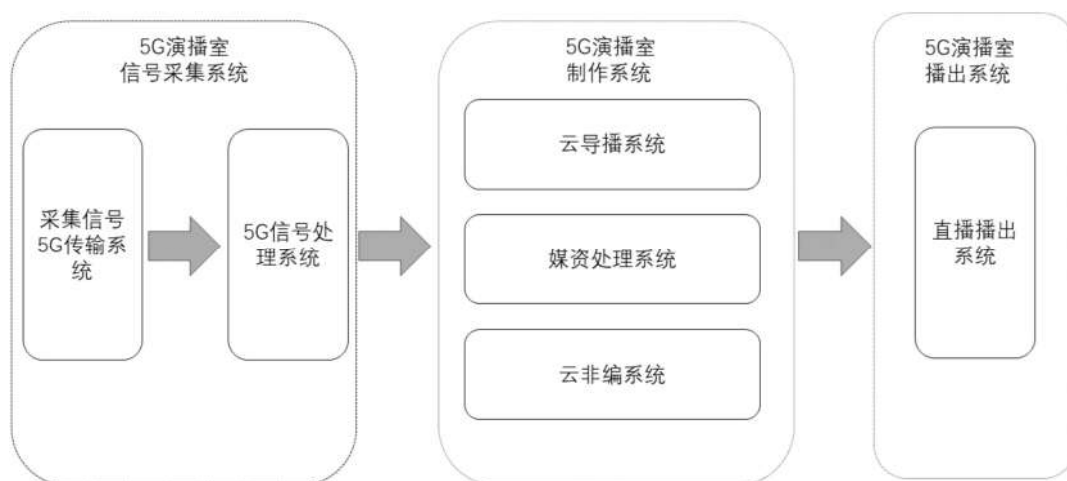 5G演播室
信号采集系统
采集信号
5G传输系
统
5G信号处
理系统
5G演播室
制作系统
云导播系统
媒资处理系统
云非编系统
5G演播室
播出系统
直播播出
系统